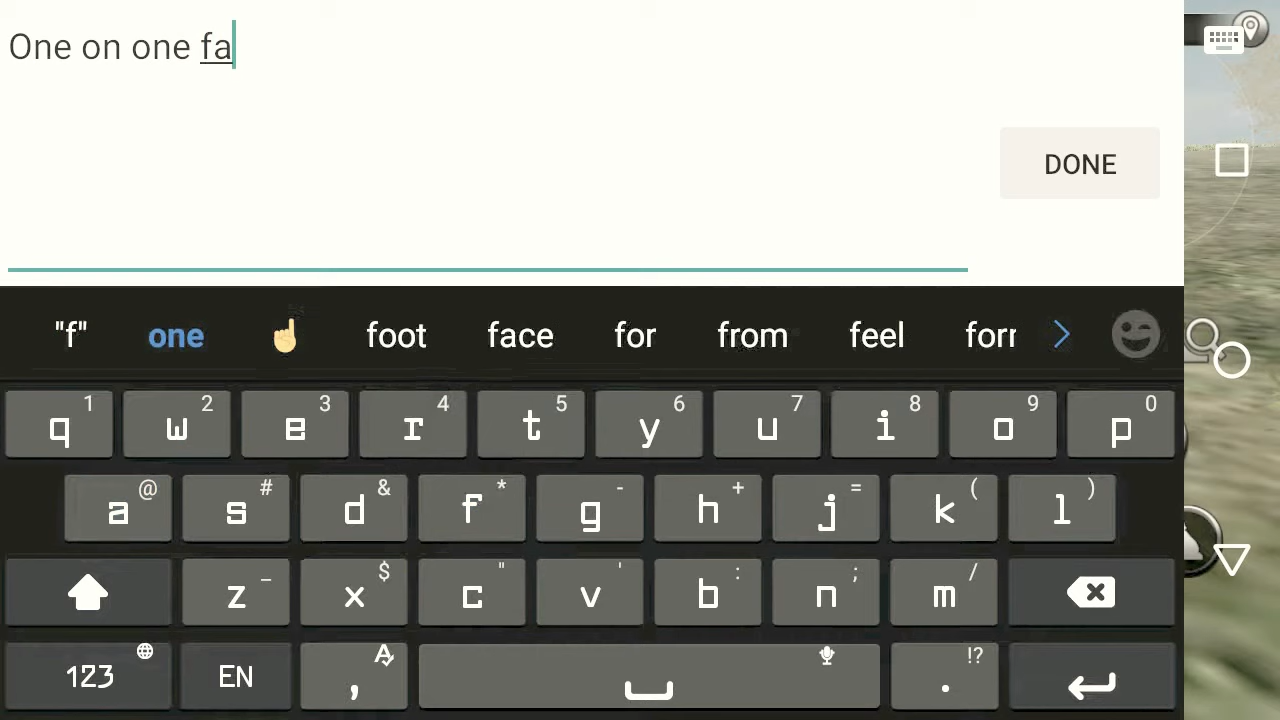 One on one fa
DONE
"f" one ☝ foot face for from feel forr
q 1 w 2 e 3 r 4 t 5 y 6 u 7 i 8 o 9 p 0
a @ s # d & f * g - h + j = k ( l )
z _ x $ c " v ' b : n ; m /
123 EN , . !?